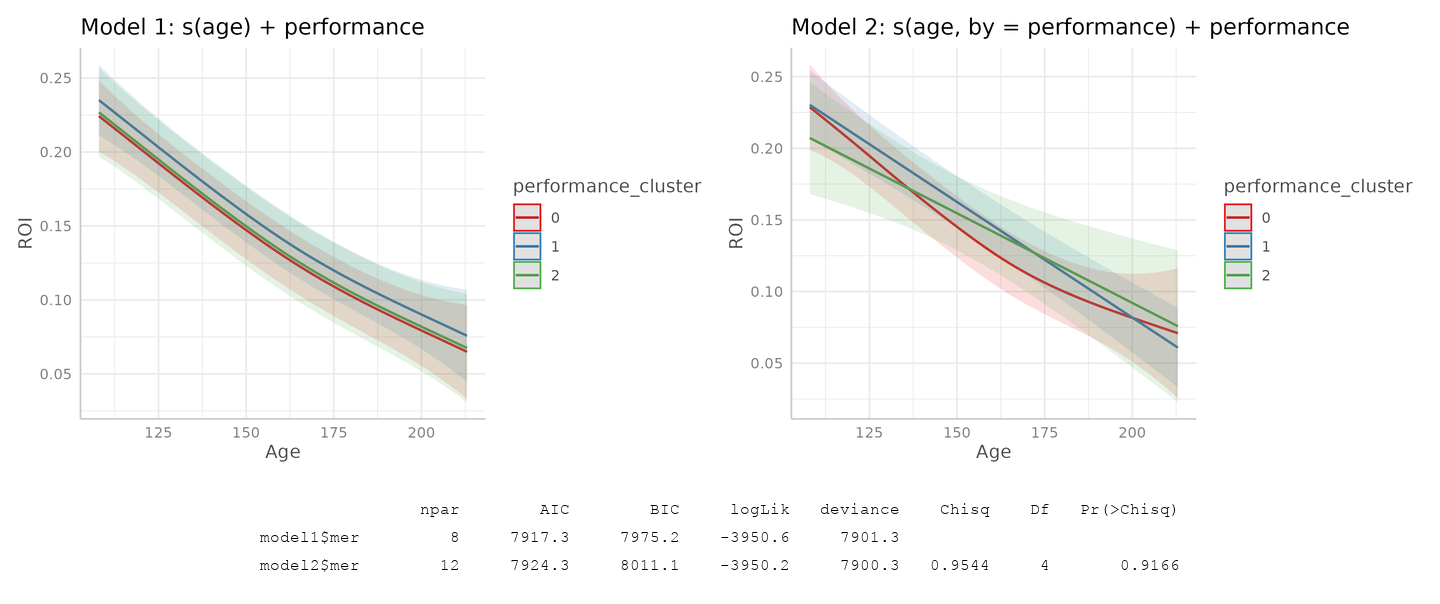 Model 1: s(age) + performance
0.25
0.20
0.15
0.10
0.05
ROI
125 150 175 200
Age
performance_cluster
0
1
2
Model 2: s(age, by = performance) + performance
0.25
0.20
0.15
0.10
0.05
ROI
125 150 175 200
Age
performance_cluster
0
1
2
npar AIC BIC logLik deviance Chisq Df Pr(>Chisq)
model1$mer 8 7917.3 7975.2 -3950.6 7901.3
model2$mer 12 7924.3 8011.1 -3950.2 7900.3 0.9544 4 0.9166